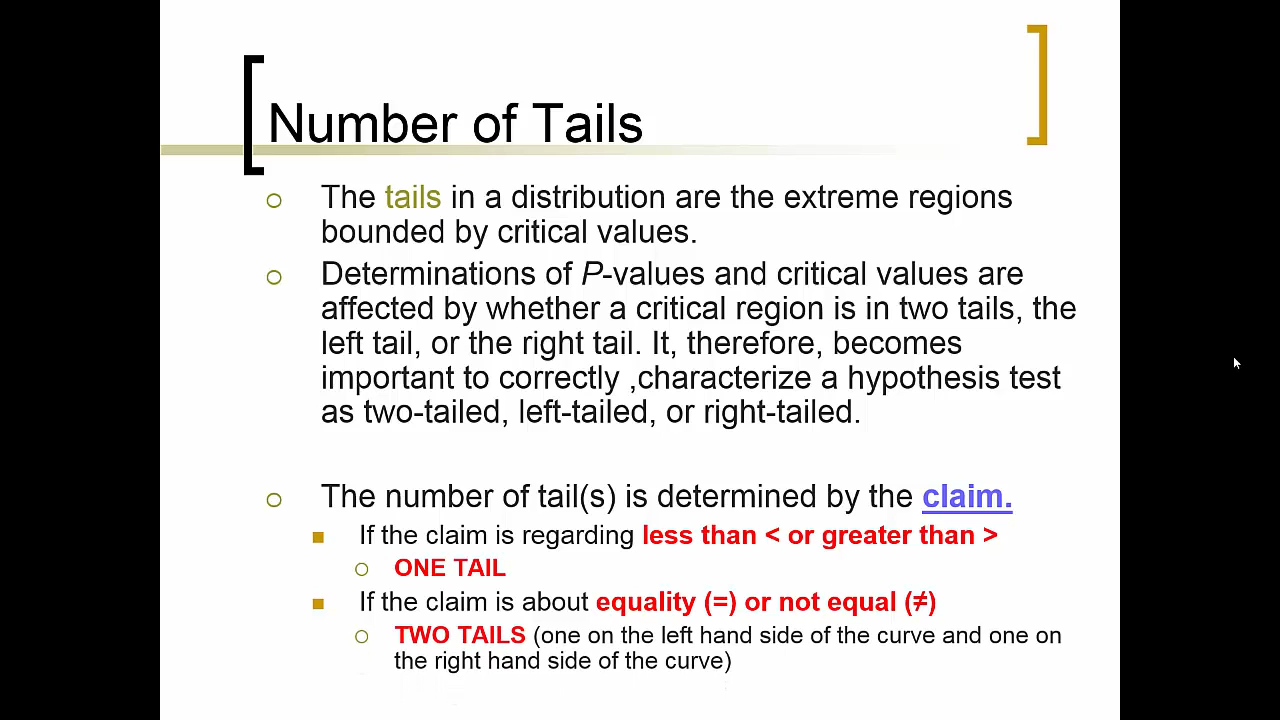 Number of Tails
The tails in a distribution are the extreme regions
bounded by critical values.
Determinations of P-values and critical values are
affected by whether a critical region is in two tails, the
left tail, or the right tail. It, therefore, becomes
important to correctly ,characterize a hypothesis test
as two-tailed, left-tailed, or right-tailed.
The number of tail(s) is determined by the claim.
If the claim is regarding less than < or greater than >
ONE TAIL
If the claim is about equality (=) or not equal (≠)
TWO TAILS (one on the left hand side of the curve and one on
the right hand side of the curve)